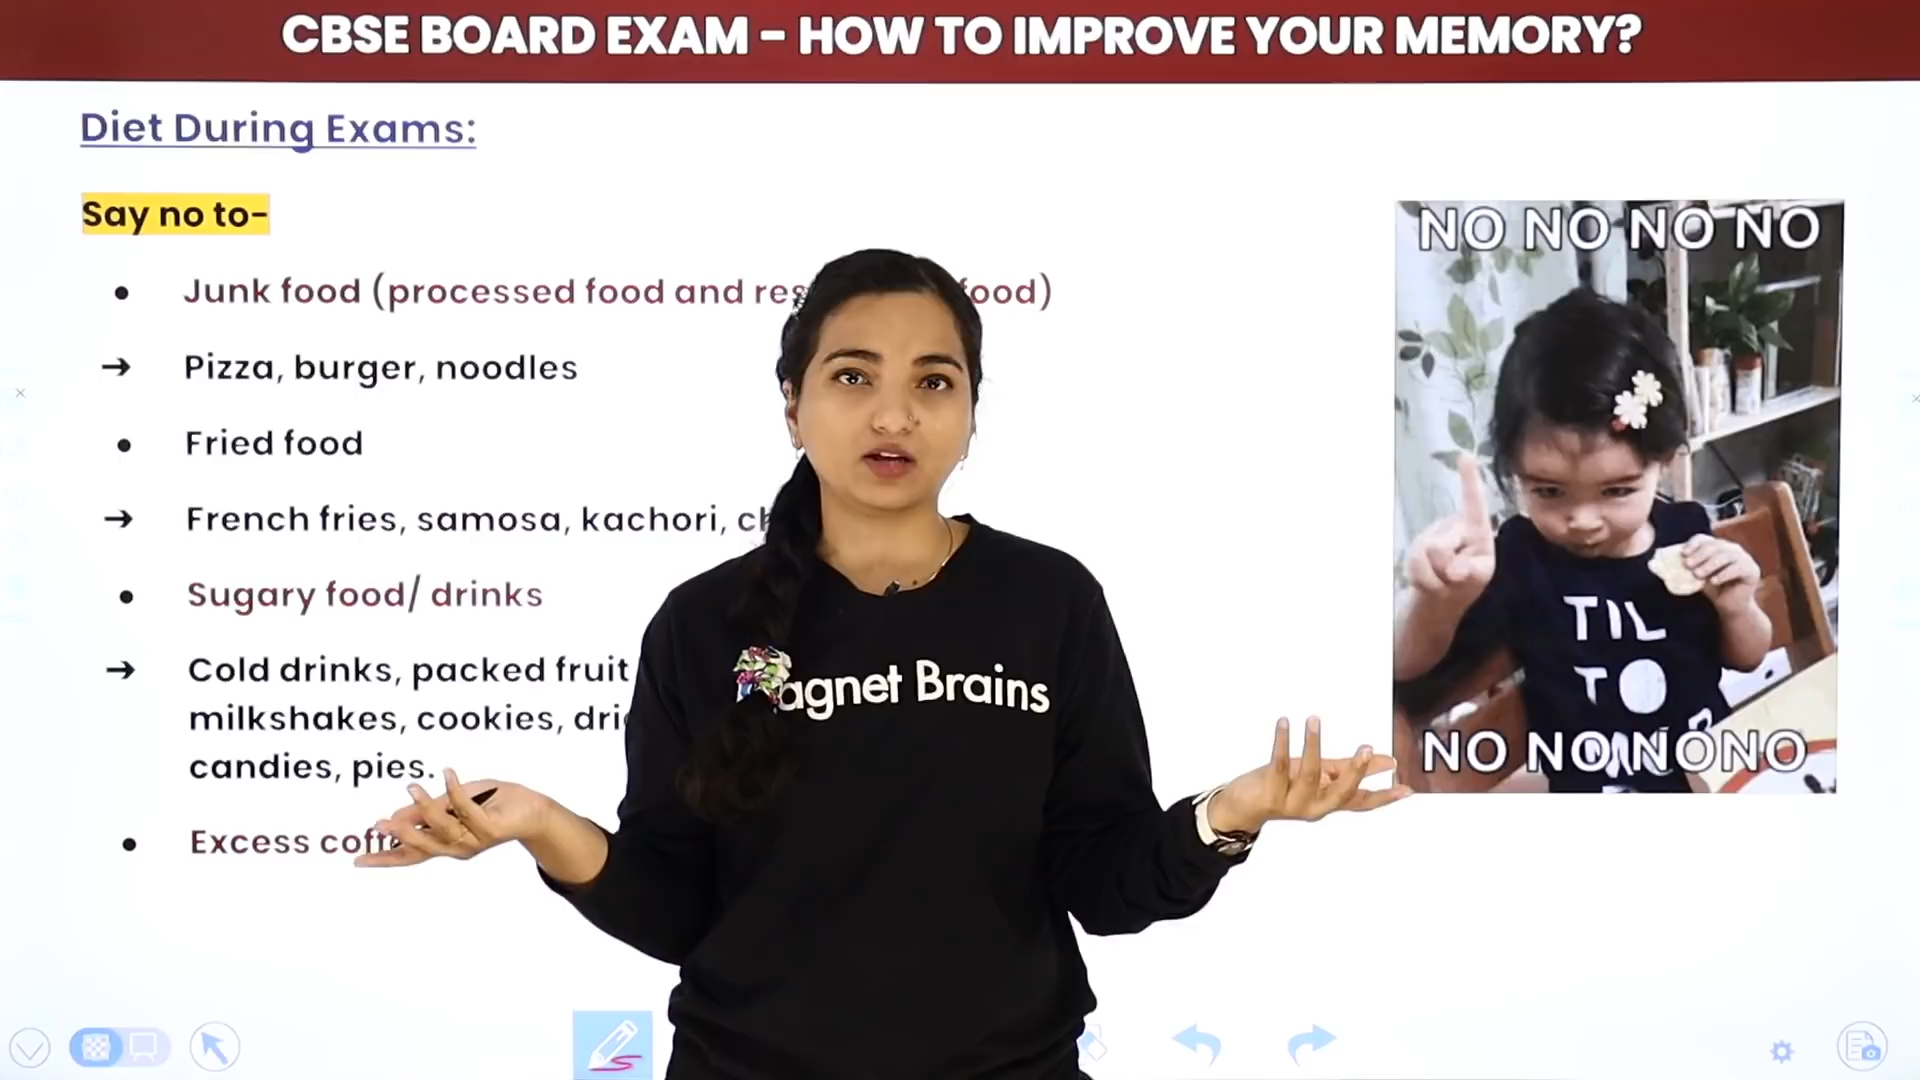 CBSE BOARD EXAM - HOW TO IMPROVE YOUR MEMORY?
Diet During Exams:
Say no to-
Junk food (processed food and food)
Pizza, burger, noodles
Fried food
French fries, samosa, kachori,
Sugary food/ drinks
Cold drinks, packed fruit
milkshakes, cookies,
candies, pies.
Excess
agnet Brains
NO NO NO NO
TIL
TO
NO NO NO NO